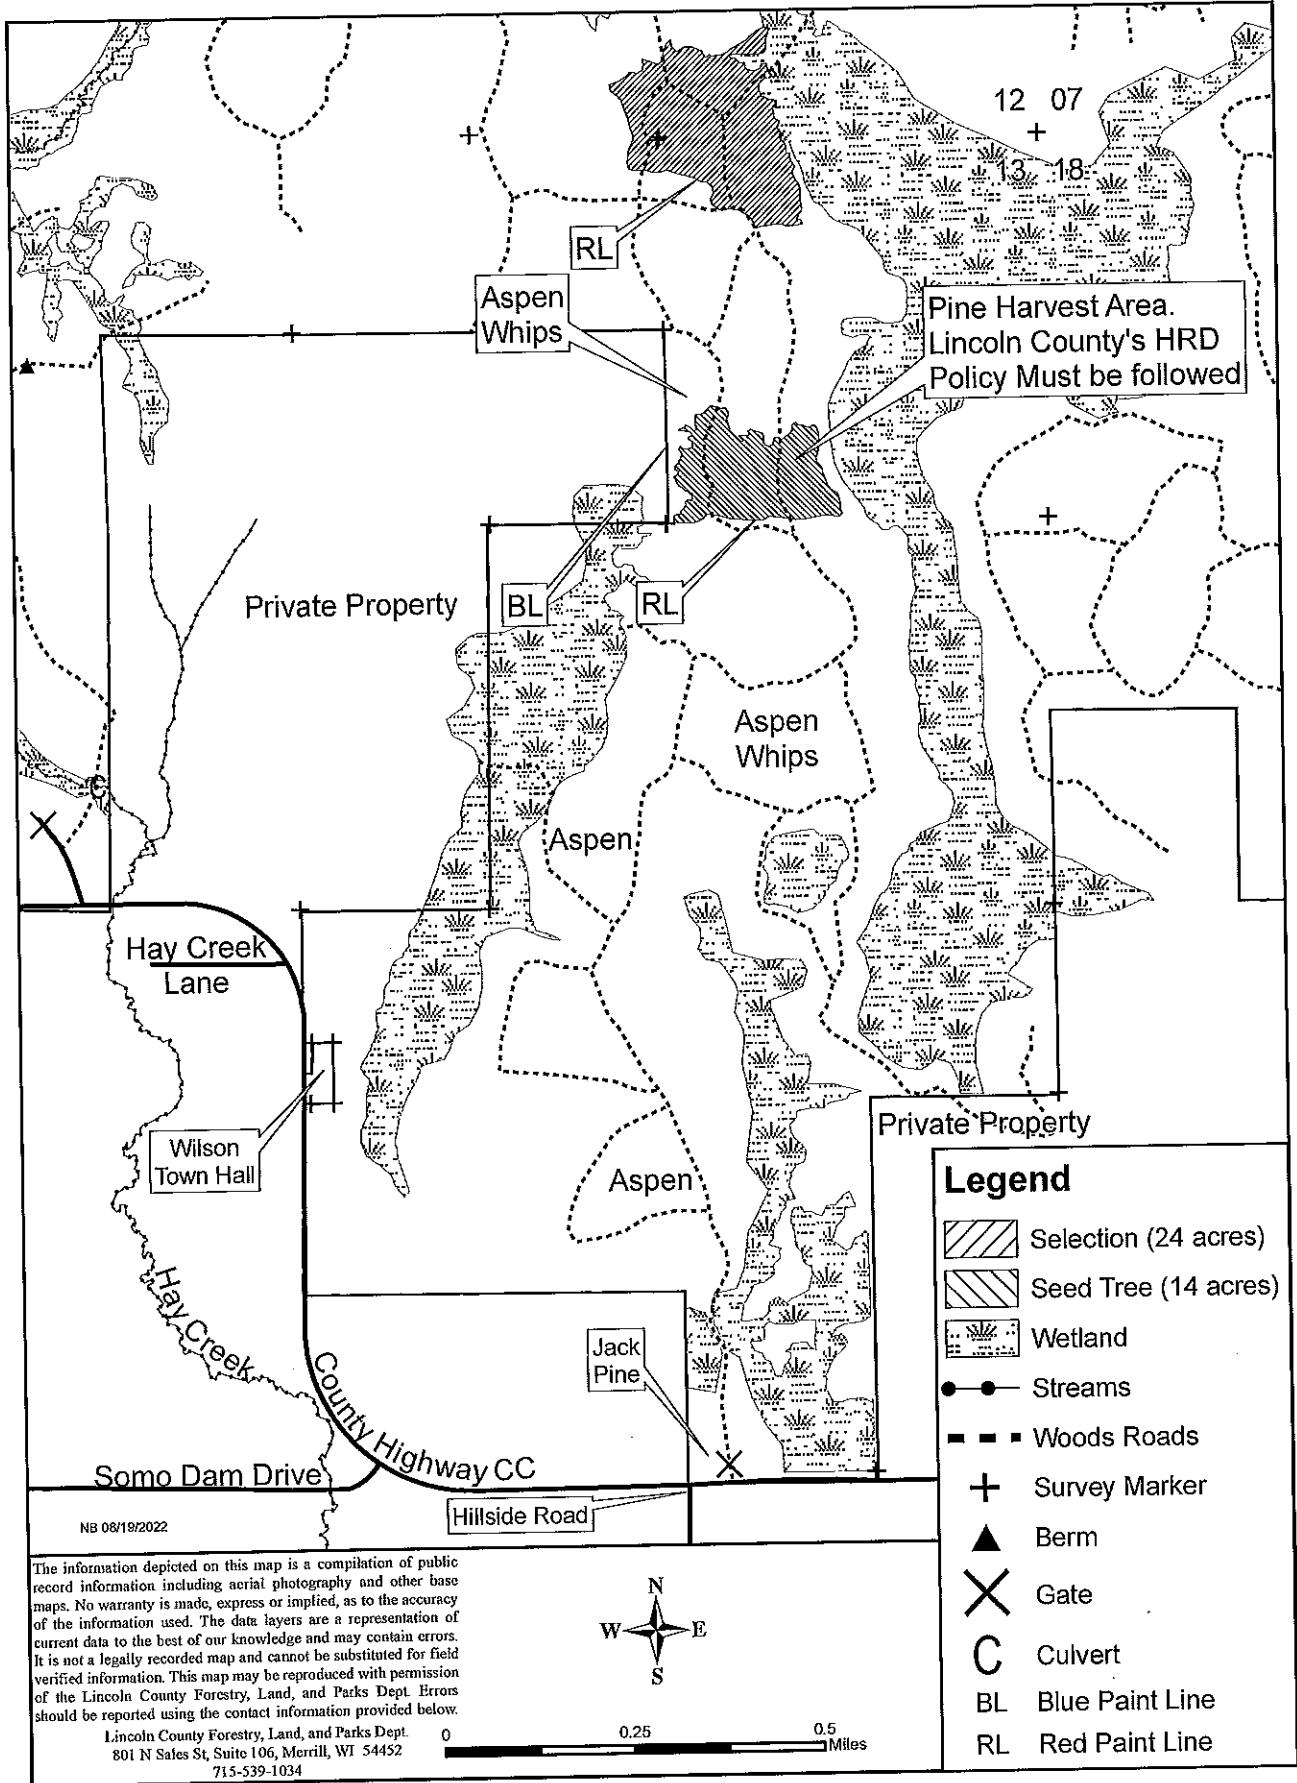 12 07
13 18
RL
Aspen
Whips
Pine Harvest Area.
Lincoln County's HRD
Policy Must be followed
Private Property
BL
RL
Aspen
Whips
Aspen
Hay Creek
Lane
Wilson
Town Hall
Private Property
Aspen
Hay Creek
Jack
Pine
County Highway CC
Somo Dam Drive
Hillside Road
NB 08/19/2022
Legend
Selection (24 acres)
Seed Tree (14 acres)
Wetland
Streams
Woods Roads
Survey Marker
Berm
Gate
C Culvert
BL Blue Paint Line
RL Red Paint Line
The information depicted on this map is a compilation of public
record information including aerial photography and other base
maps. No warranty is made, express or implied, as to the accuracy
of the information used. The data layers are a representation of
current data to the best of our knowledge and may contain errors.
It is not a legally recorded map and cannot be substituted for field
verified information. This map may be reproduced with permission
of the Lincoln County Forestry, Land, and Parks Dept. Errors
should be reported using the contact information provided below.
Lincoln County Forestry, Land, and Parks Dept.
801 N Sales St, Suite 106, Merrill, WI 54452
715-539-1034
N
W E
S
0 0.25 0.5
Miles